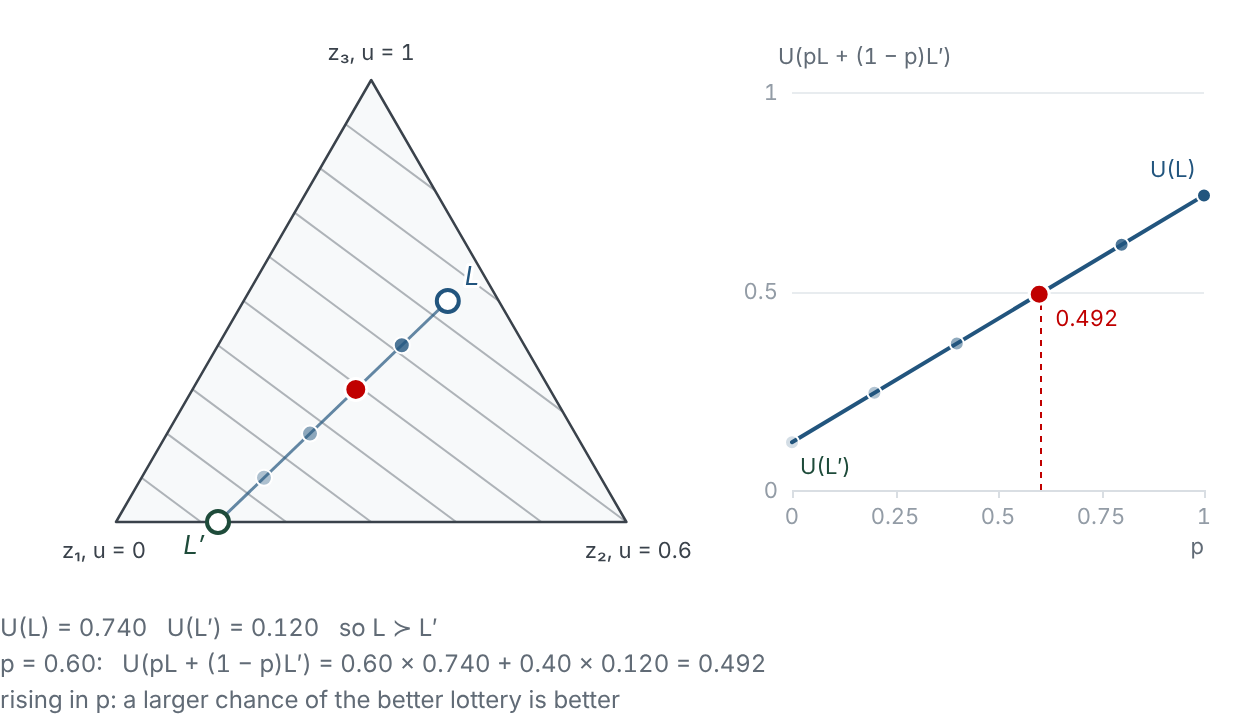 z₃, u = 1
L
L′
z₁, u = 0
z₂, u = 0.6
U(pL + (1 − p)L′)
1
U(L)
0.5
0.492
U(L′)
0
0 0.25 0.5 0.75 1
p
U(L) = 0.740 U(L′) = 0.120 so L ≻ L′
p = 0.60: U(pL + (1 − p)L′) = 0.60 × 0.740 + 0.40 × 0.120 = 0.492
rising in p: a larger chance of the better lottery is better